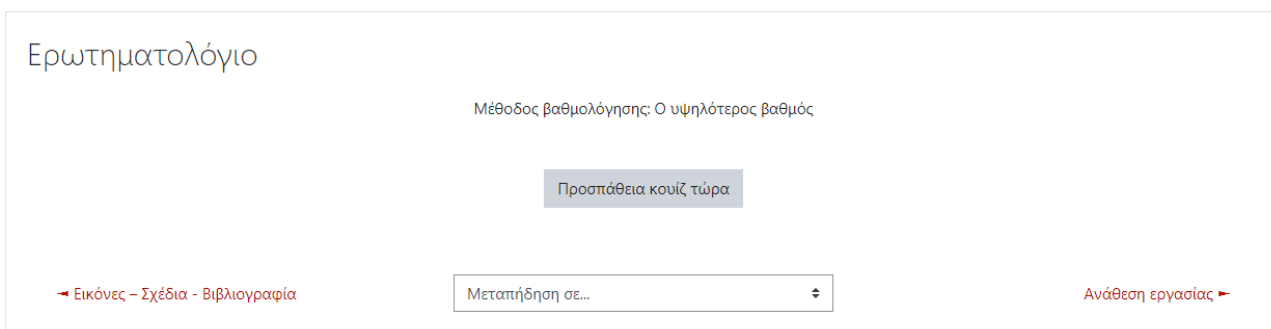 Ερωτηματολόγιο
Μέθοδος βαθμολόγησης: Ο υψηλότερος βαθμός
Προσπάθεια κουίζ τώρα
◄ Εικόνες – Σχέδια - Βιβλιογραφία
Μεταπήδηση σε...
Ανάθεση εργασίας ►